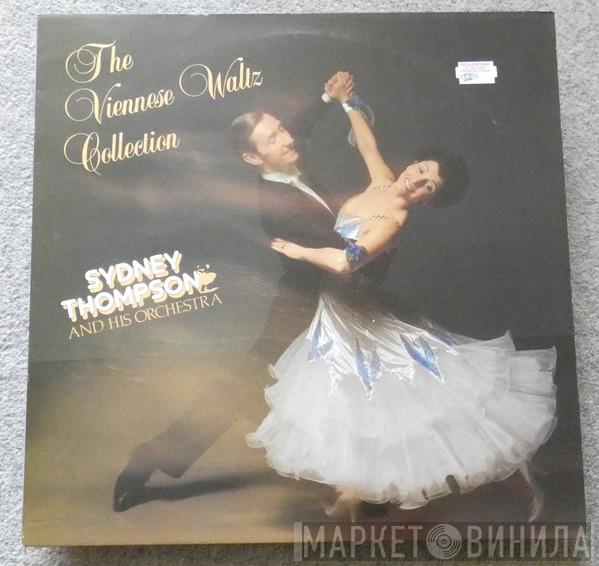 The
Viennese Waltz
Collection
SYDNEY
THOMPSON
AND HIS ORCHESTRA
МАРКЕТ ВИНИЛА